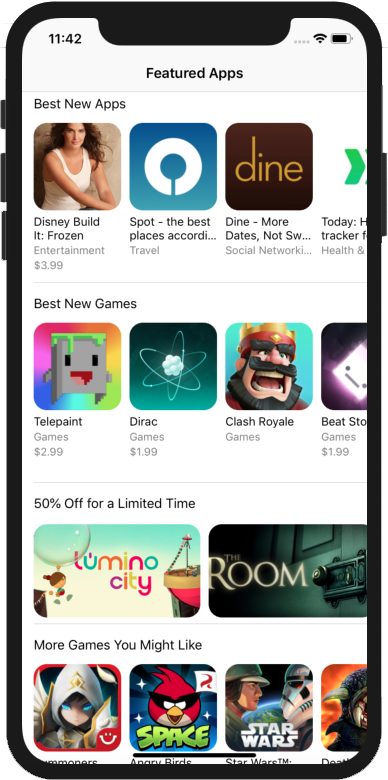 11:42
Featured Apps
Best New Apps
dine
Disney Build
It: Frozen
Entertainment
$3.99
Spot - the best
places accordi...
Travel
Dine - More
Dates, Not Sw...
Social Networki...
Today: H
tracker f
Health &
Best New Games
Telepaint
Games
$2.99
Dirac
Games
$1.99
Clash Royale
Games
Beat Sto
Games
$1.99
50% Off for a Limited Time
lumino
city
THE
ROOM
More Games You Might Like
SPACE
STAR
WARS
Summoners
Angry Birds
Star Wars™:
Death